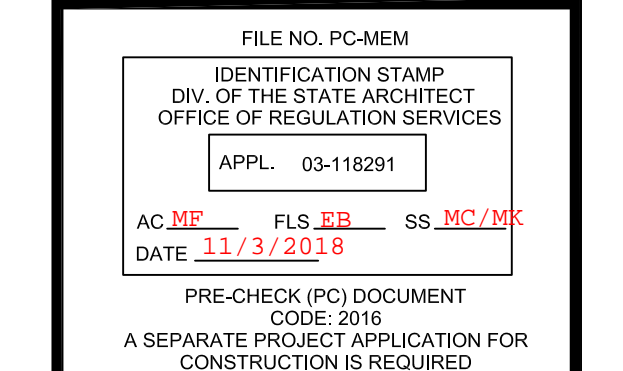 FILE NO. PC-MEM
IDENTIFICATION STAMP
DIV. OF THE STATE ARCHITECT
OFFICE OF REGULATION SERVICES
APPL. 03-118291
AC MF FLS EB SS MC/MK
DATE 11/3/2018
PRE-CHECK (PC) DOCUMENT
CODE: 2016
A SEPARATE PROJECT APPLICATION FOR
CONSTRUCTION IS REQUIRED